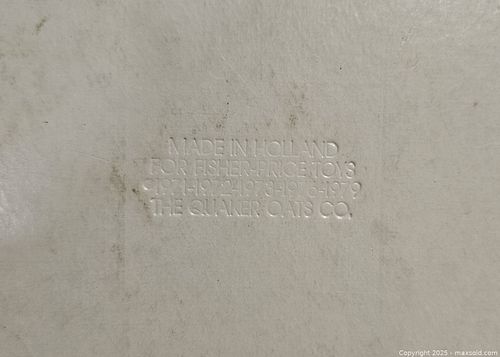 MADE IN HOLLAND
FOR FISHER-PRICE TOYS
©1971-1972-1973-1976-1979
THE QUAKER OATS CO.
Copyright 2025 - maxsold.com